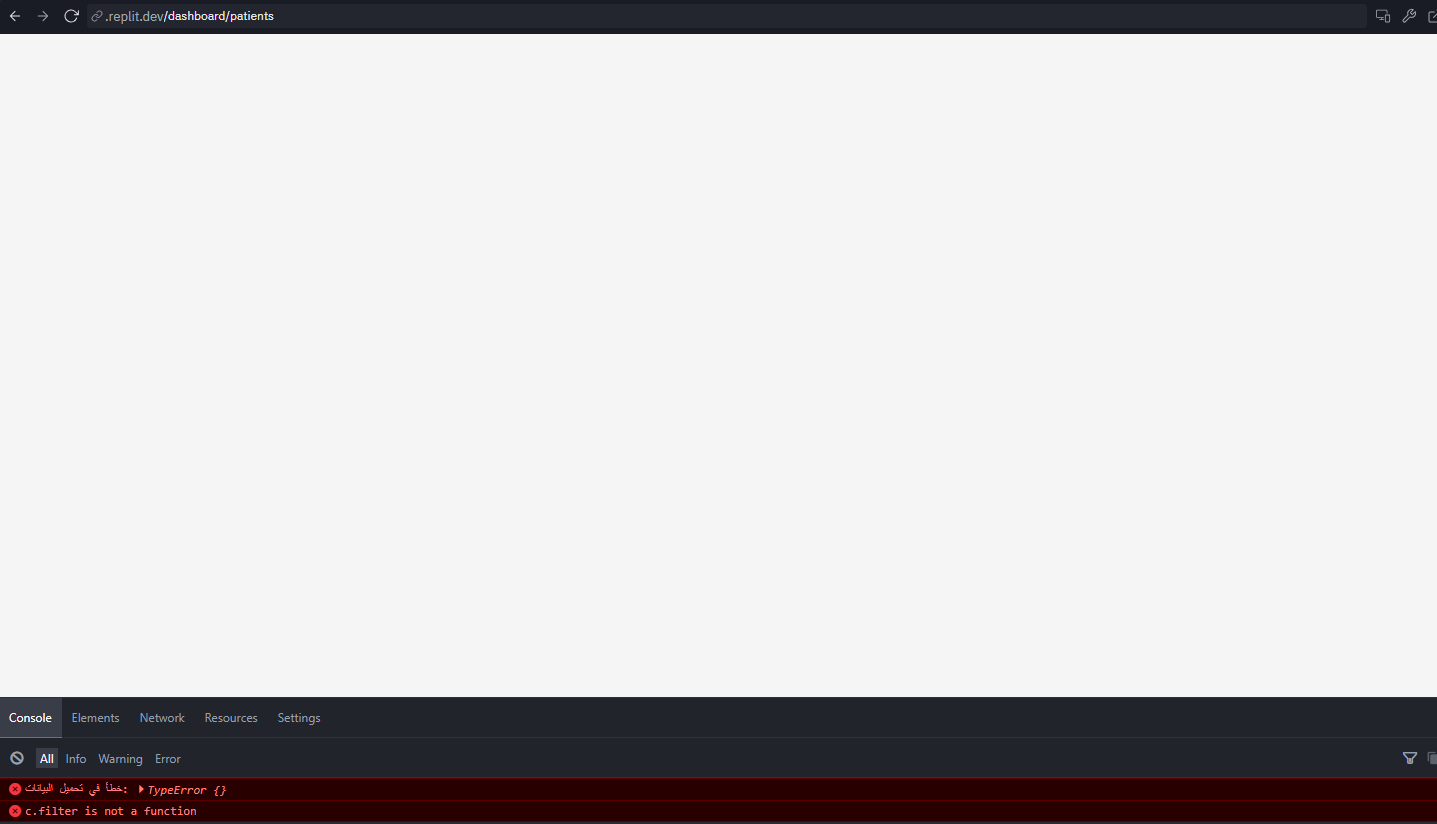 .replit.dev/dashboard/patients
Console Elements Network Resources Settings
All Info Warning Error
خطأ في تحميل البيانات: TypeError {}
c.filter is not a function